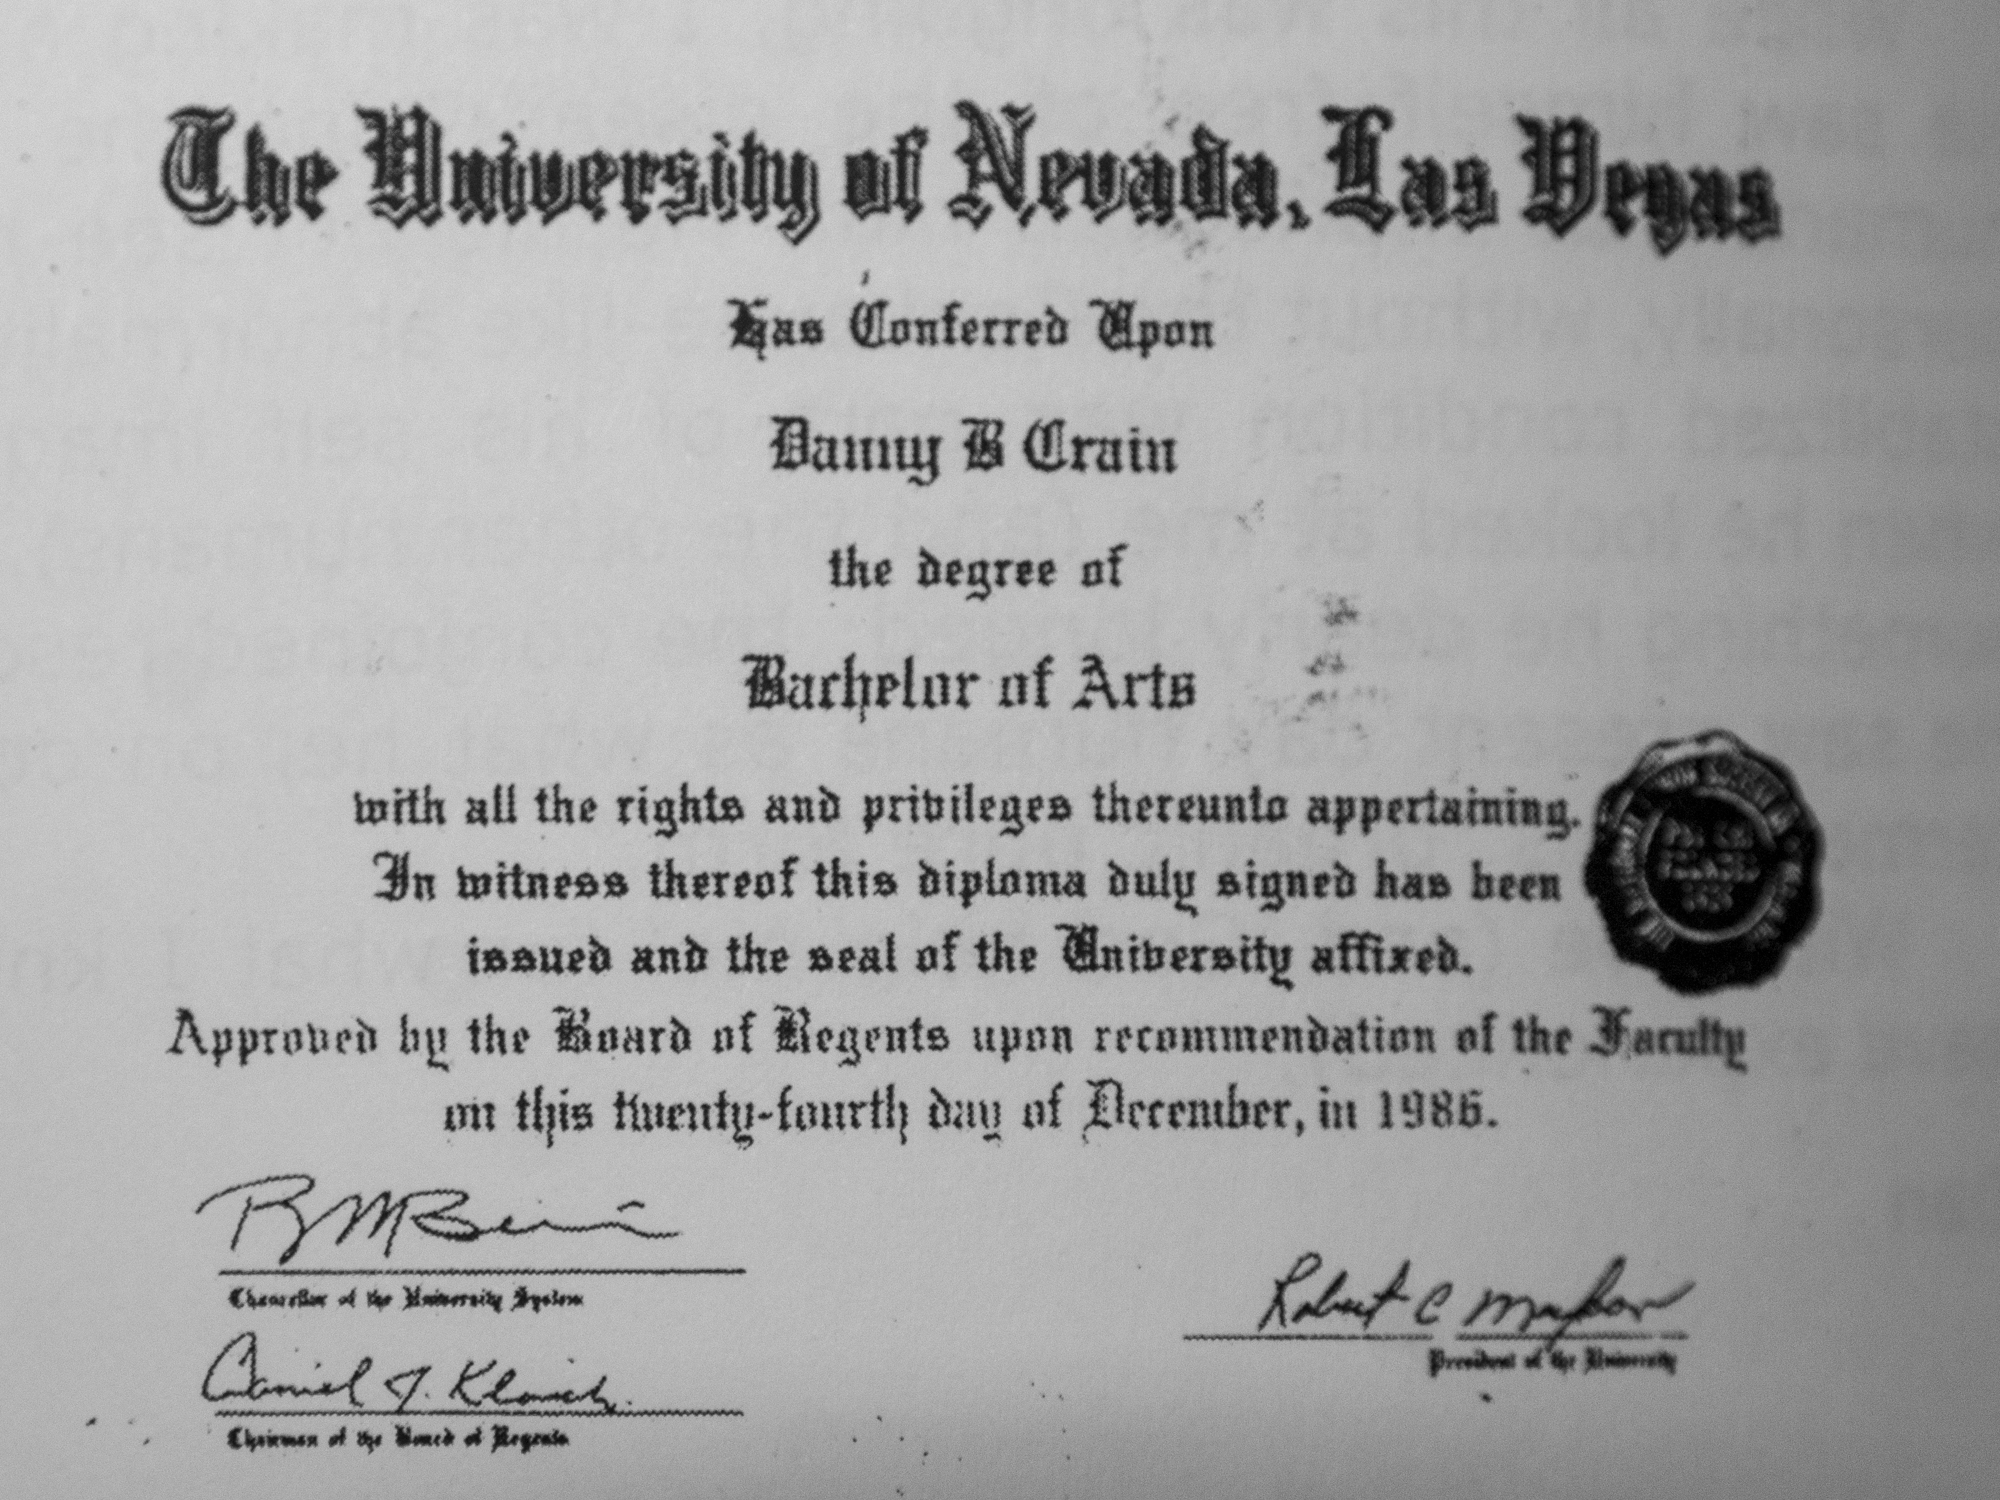 The University of Nevada, Las Vegas
Has Conferred Upon
Danny B Crain
the degree of
Bachelor of Arts
with all the rights and privileges thereunto appertaining.
In witness thereof this diploma duly signed has been
issued and the seal of the University affixed.
Approved by the Board of Regents upon recommendation of the Faculty
on this twenty-fourth day of December, in 1986.
Chancellor of the University System
Robert C Maxson
President of the University
Daniel J. Klaich
Chairman of the Board of Regents